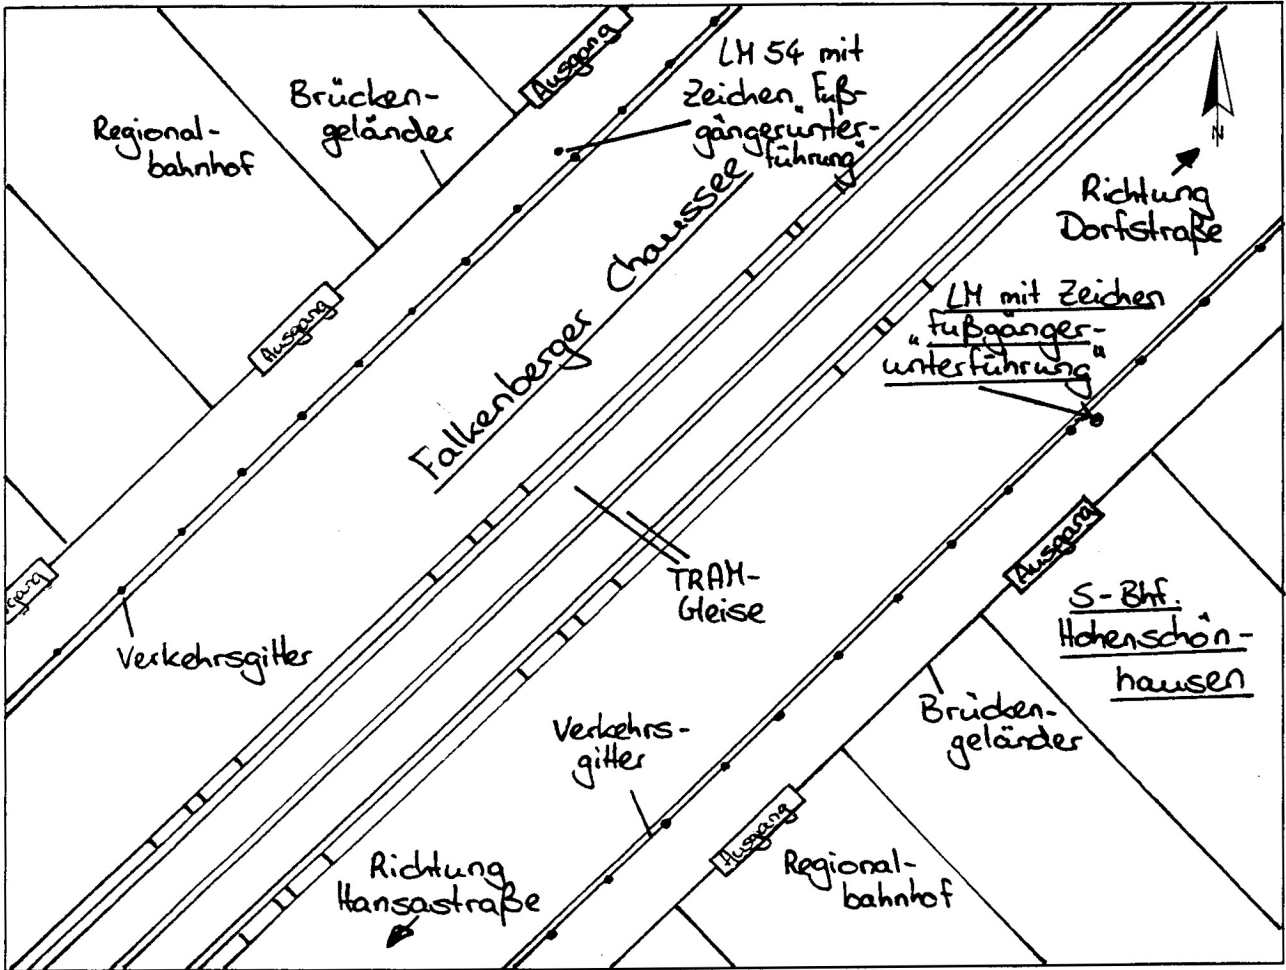 Ausgang
LM 54 mit
Zeichen „Fuß-
gängerunter-
führung“
Brücken-
geländer
Regional-
bahnhof
N
Richtung
Dorfstraße
Falkenberger Chaussee
Ausgang
LM mit Zeichen
„Fußgänger-
unterführung“
Ausgang
gang
TRAM-
Gleise
S-Bhf.
Hohenschön-
hausen
Verkehrsgitter
Brücken-
geländer
Verkehrs-
gitter
Ausgang
Regional-
bahnhof
Richtung
Hansastraße